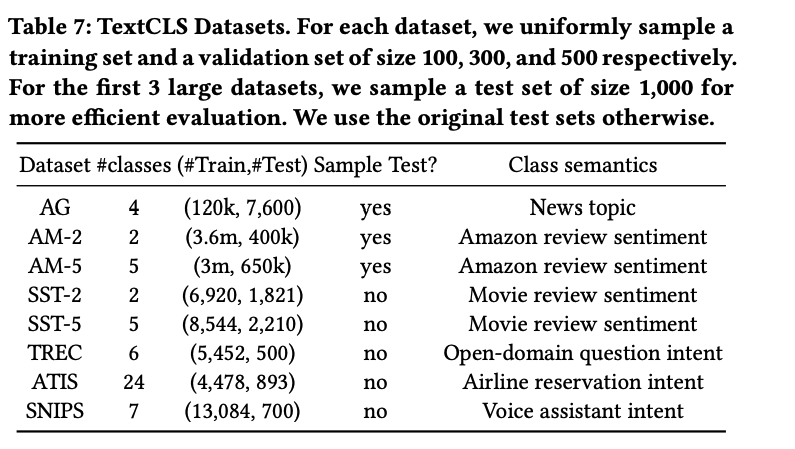 Table 7: TextCLS Datasets. For each dataset, we uniformly sample a
training set and a validation set of size 100, 300, and 500 respectively.
For the first 3 large datasets, we sample a test set of size 1,000 for
more efficient evaluation. We use the original test sets otherwise.
Dataset #classes (#Train,#Test) Sample Test? Class semantics
AG 4 (120k, 7,600) yes News topic
AM-2 2 (3.6m, 400k) yes Amazon review sentiment
AM-5 5 (3m, 650k) yes Amazon review sentiment
SST-2 2 (6,920, 1,821) no Movie review sentiment
SST-5 5 (8,544, 2,210) no Movie review sentiment
TREC 6 (5,452, 500) no Open-domain question intent
ATIS 24 (4,478, 893) no Airline reservation intent
SNIPS 7 (13,084, 700) no Voice assistant intent